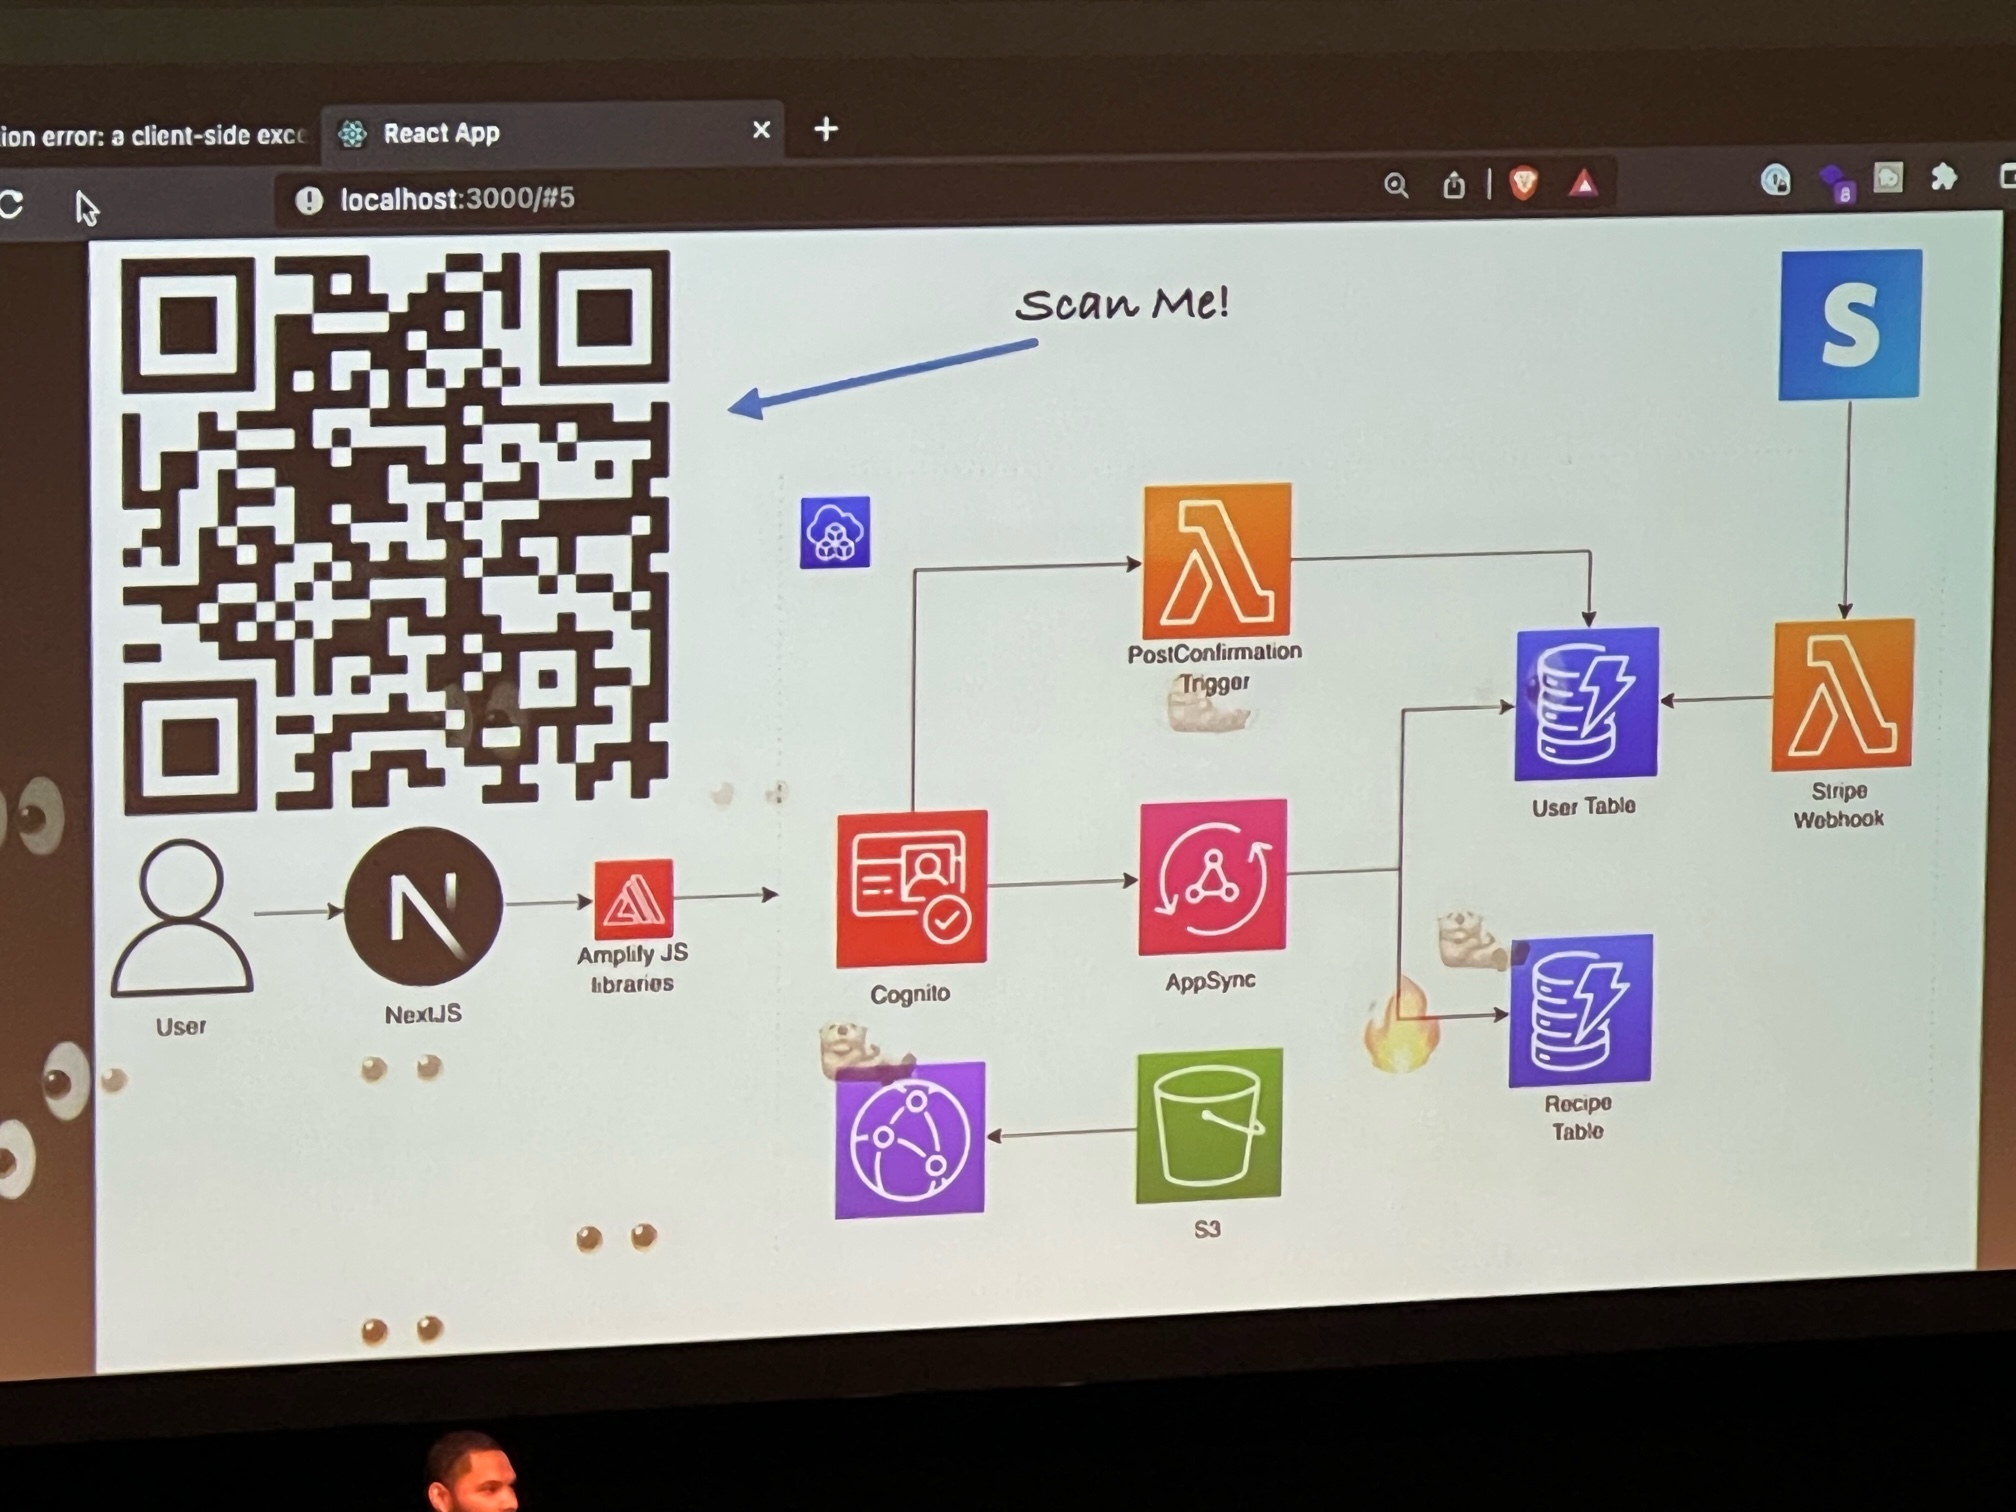 ion error: a client-side exce
React App
localhost:3000/#5
Scan Me!
S
PostConfirmation
Trigger
User Table
Stripe
Webhook
N
Amplify JS
libraries
User
NextJS
Cognito
AppSync
Recipe
Table
S3